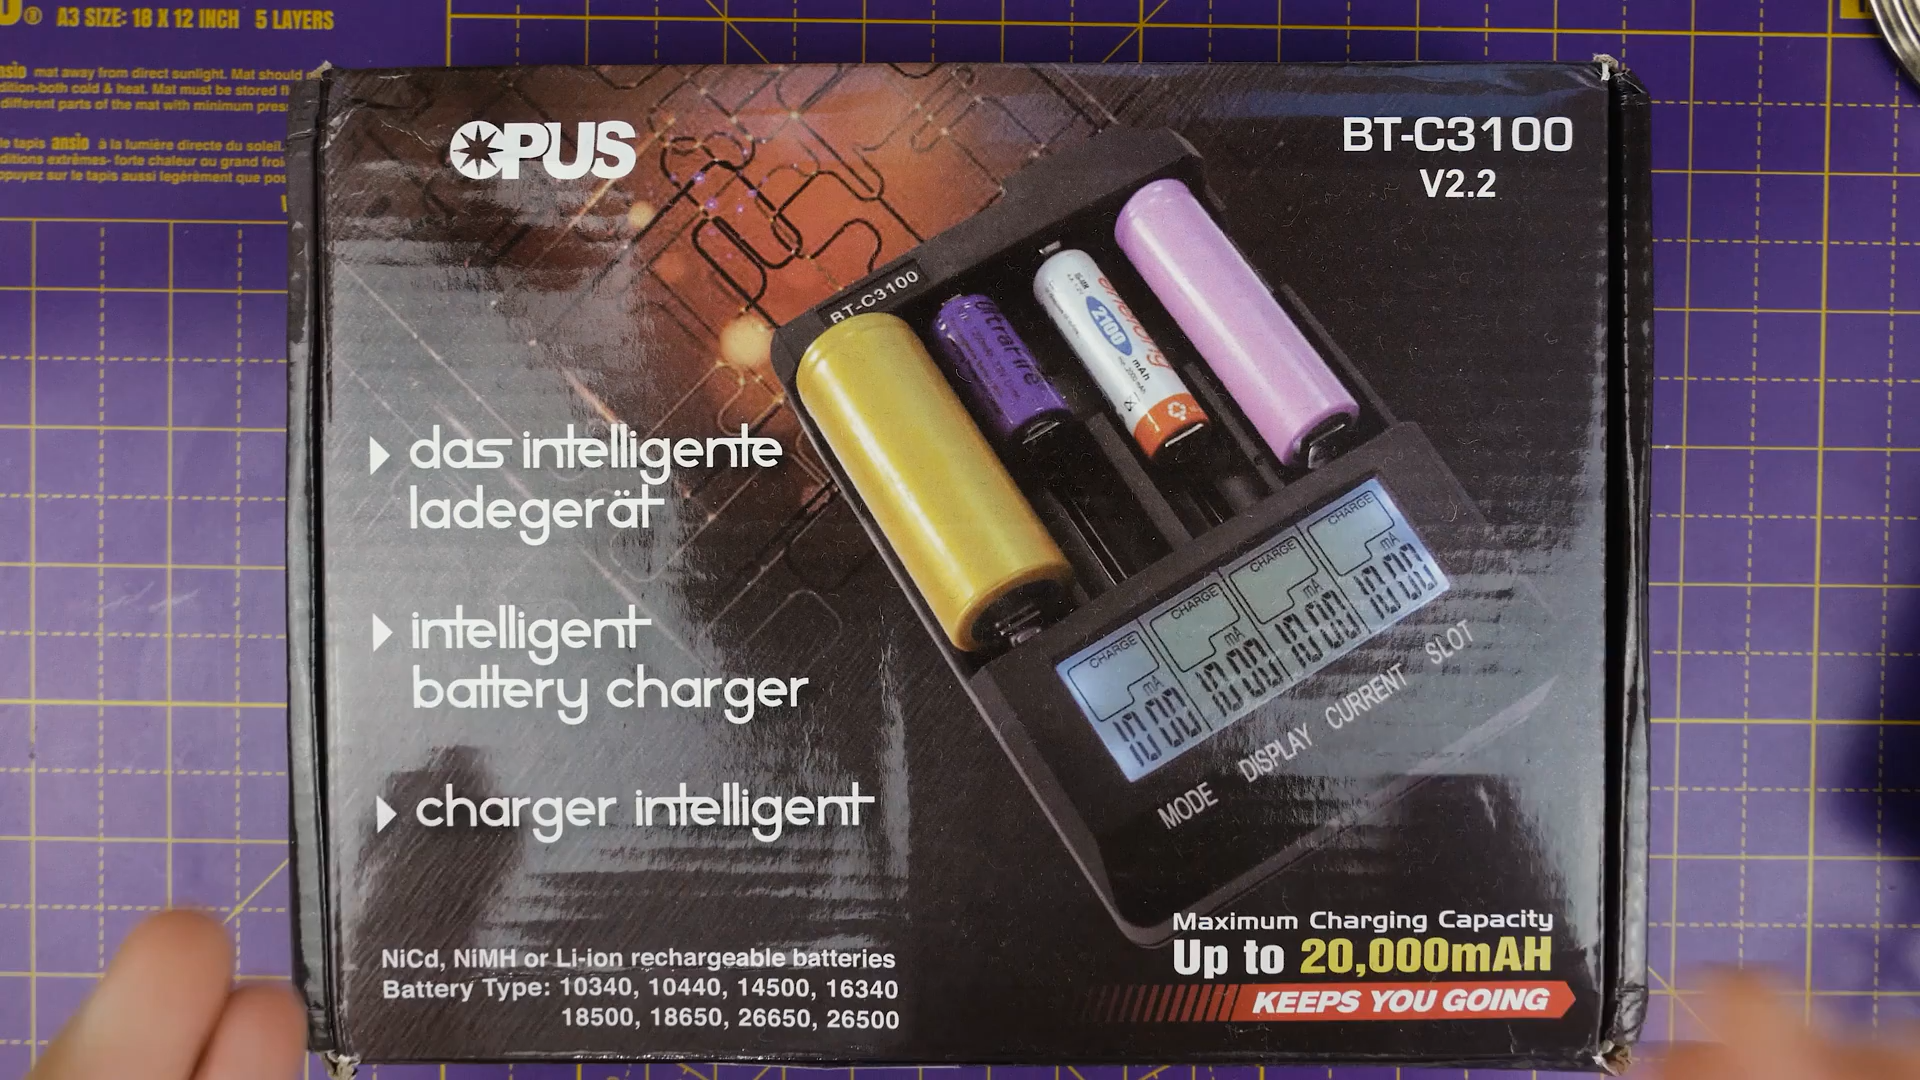 A3 SIZE: 18 X 12 INCH 5 LAYERS
ansio mat away from direct sunlight. Mat should
dition-both cold & heat. Mat must be stored
different parts of the mat with minimum
le tapis ansio à la lumière directe du soleil.
ditions extrêmes- forte chaleur ou grand
ppuyez sur le tapis aussi legèrement que
OPUS
BT-C3100
V2.2
BT-C3100
UltraFire
2100
mAh
das intelligente
ladegerät
intelligent
battery charger
charger intelligent
CHARGE CHARGE CHARGE CHARGE
mA mA mA mA
1000 1000 1000 1000
MODE DISPLAY CURRENT SLOT
NiCd, NiMH or Li-ion rechargeable batteries
Battery Type: 10340, 10440, 14500, 16340
18500, 18650, 26650, 26500
Maximum Charging Capacity
Up to 20,000mAH
KEEPS YOU GOING